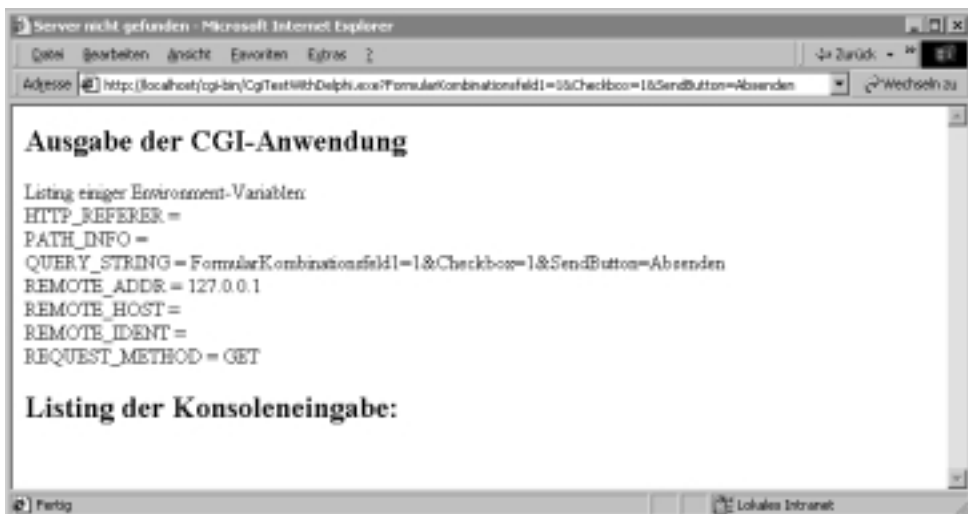 Server nicht gefunden - Microsoft Internet Explorer
Datei Bearbeiten Ansicht Favoriten Extras ? Zurück »
Adresse http://localhost/cgi-bin/CgiTestWithDelphi.exe?FormularKombinationsfeld1=1&Checkbox=1&SendButton=Absenden Wechseln zu
Ausgabe der CGI-Anwendung
Listing einiger Environment-Variablen:
HTTP_REFERER =
PATH_INFO =
QUERY_STRING = FormularKombinationsfeld1=1&Checkbox=1&SendButton=Absenden
REMOTE_ADDR = 127.0.0.1
REMOTE_HOST =
REMOTE_IDENT =
REQUEST_METHOD = GET
Listing der Konsoleneingabe:
Fertig Lokales Intranet